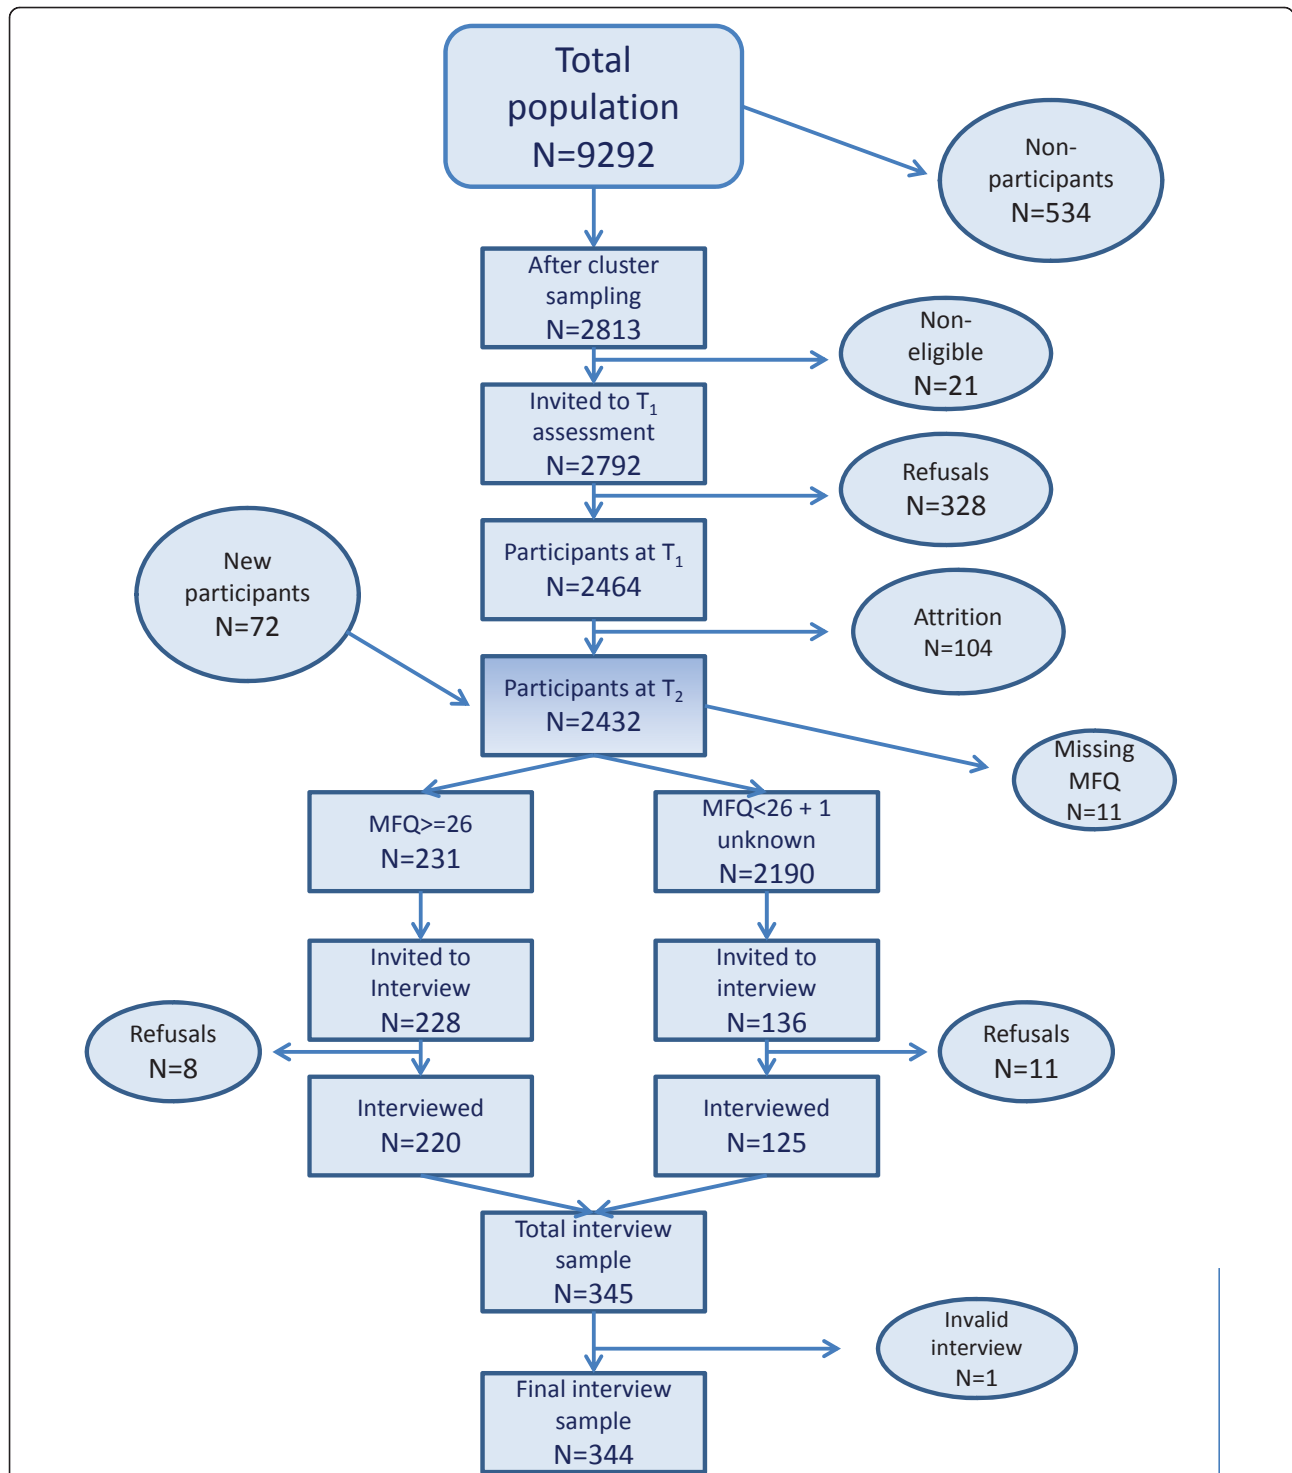 Total
population
N=9292
Non-
participants
N=534
After cluster
sampling
N=2813
Non-
eligible
N=21
Invited to T₁
assessment
N=2792
Refusals
N=328
Participants at T₁
N=2464
New
participants
N=72
Attrition
N=104
Participants at T₂
N=2432
Missing
MFQ
N=11
MFQ>=26
N=231
MFQ<26 + 1
unknown
N=2190
Invited to
Interview
N=228
Invited to
interview
N=136
Refusals
N=8
Refusals
N=11
Interviewed
N=220
Interviewed
N=125
Total interview
sample
N=345
Invalid
interview
N=1
Final interview
sample
N=344